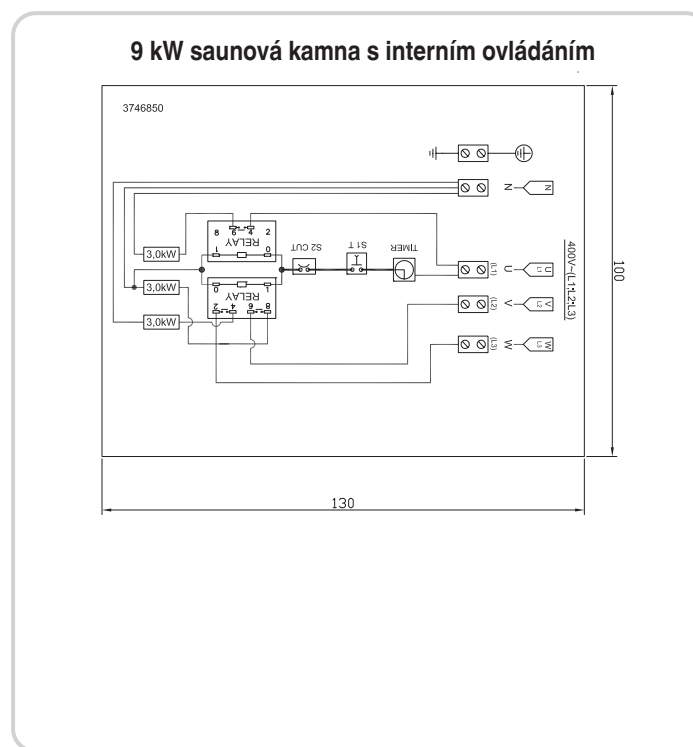 9 kW saunová kamna s interním ovládáním
3746850
N N
8 6 4 2
RELAY
1 0
3,0kW
S2 CUT S1 T TIMER
(L1) U U L1
400V~(L1;L2;L3)
100
0 1
RELAY
2 4 6 8
3,0kW
(L2) V V L2
3,0kW
(L3) W W L3
130